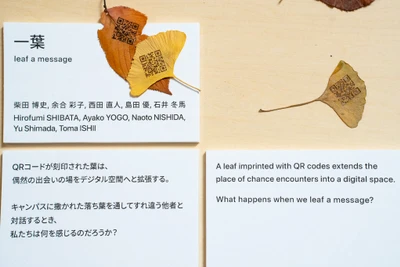 一葉
leaf a message
柴田 博史, 余合 彩子, 西田 直人, 島田 優, 石井 冬馬
Hirofumi SHIBATA, Ayako YOGO, Naoto NISHIDA,
Yu Shimada, Toma ISHII
QRコードが刻印された葉は、
偶然の出会いの場をデジタル空間へと拡張する。
キャンパスに撒かれた落ち葉を通してすれ違う他者と
対話するとき、
私たちは何を感じるのだろうか?
A leaf imprinted with QR codes extends the
place of chance encounters into a digital space.
What happens when we leaf a message?